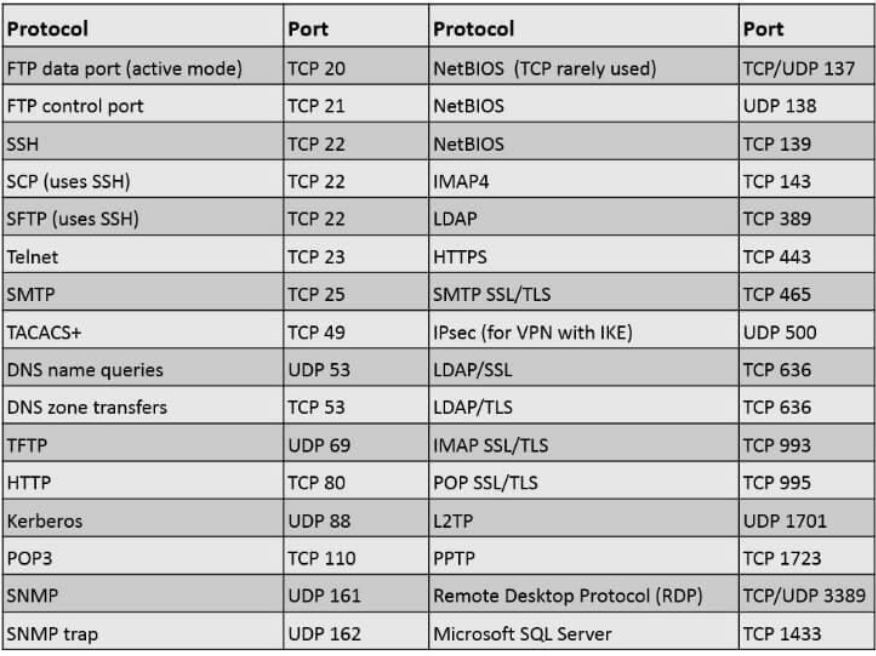 Protocol Port Protocol Port
FTP data port (active mode) TCP 20 NetBIOS (TCP rarely used) TCP/UDP 137
FTP control port TCP 21 NetBIOS UDP 138
SSH TCP 22 NetBIOS TCP 139
SCP (uses SSH) TCP 22 IMAP4 TCP 143
SFTP (uses SSH) TCP 22 LDAP TCP 389
Telnet TCP 23 HTTPS TCP 443
SMTP TCP 25 SMTP SSL/TLS TCP 465
TACACS+ TCP 49 IPsec (for VPN with IKE) UDP 500
DNS name queries UDP 53 LDAP/SSL TCP 636
DNS zone transfers TCP 53 LDAP/TLS TCP 636
TFTP UDP 69 IMAP SSL/TLS TCP 993
HTTP TCP 80 POP SSL/TLS TCP 995
Kerberos UDP 88 L2TP UDP 1701
POP3 TCP 110 PPTP TCP 1723
SNMP UDP 161 Remote Desktop Protocol (RDP) TCP/UDP 3389
SNMP trap UDP 162 Microsoft SQL Server TCP 1433